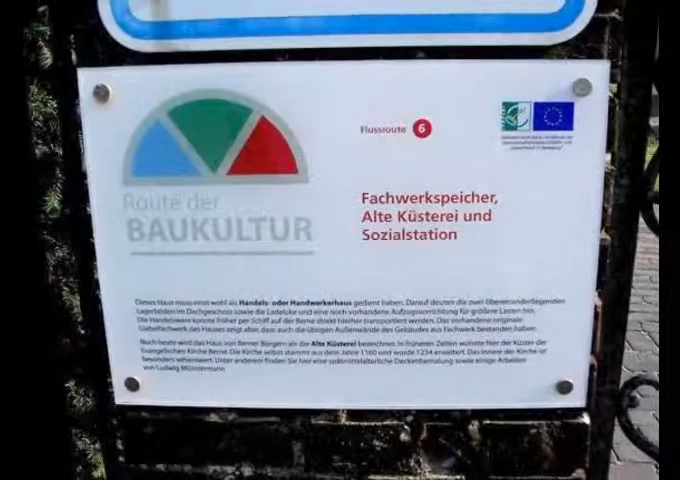 Flussroute 6
Route der
BAUKULTUR
Fachwerkspeicher,
Alte Küsterei und
Sozialstation
Dieses Haus muss einst wohl als Handels- oder Handwerkerhaus gedient haben. Darauf deuten die zwei übereinanderliegenden
Lagerböden im Dachgeschoss sowie die Ladeluke und eine noch vorhandene Aufzugsvorrichtung für größere Lasten hin.
Die Handelsware konnte früher per Schiff auf der Berne direkt hierher transportiert werden. Das vorhandene originale
Giebelfachwerk des Hauses zeigt aber, dass auch die übrigen Außenwände des Gebäudes aus Fachwerk bestanden haben.
Noch heute wird das Haus von Berner Bürgern als die Alte Küsterei bezeichnet. In früheren Zeiten wohnte hier der Küster der
Evangelischen Kirche Berne. Die Kirche selbst stammt aus dem Jahre 1160 und wurde 1234 erweitert. Das Innere der Kirche ist
besonders sehenswert. Unter anderem finden Sie hier eine spätmittelalterliche Deckenbemalung sowie einige Arbeiten
von Ludwig Münstermann